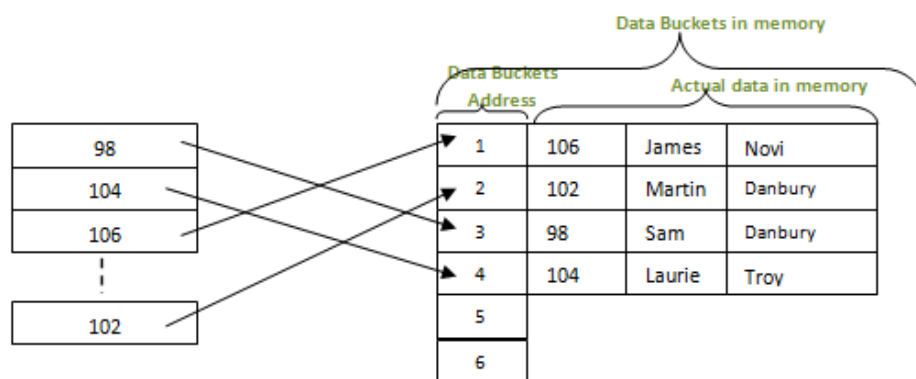 Data Buckets in memory
Data Buckets
Address
Actual data in memory
98
104
106
102
1 106 James Novi
2 102 Martin Danbury
3 98 Sam Danbury
4 104 Laurie Troy
5
6